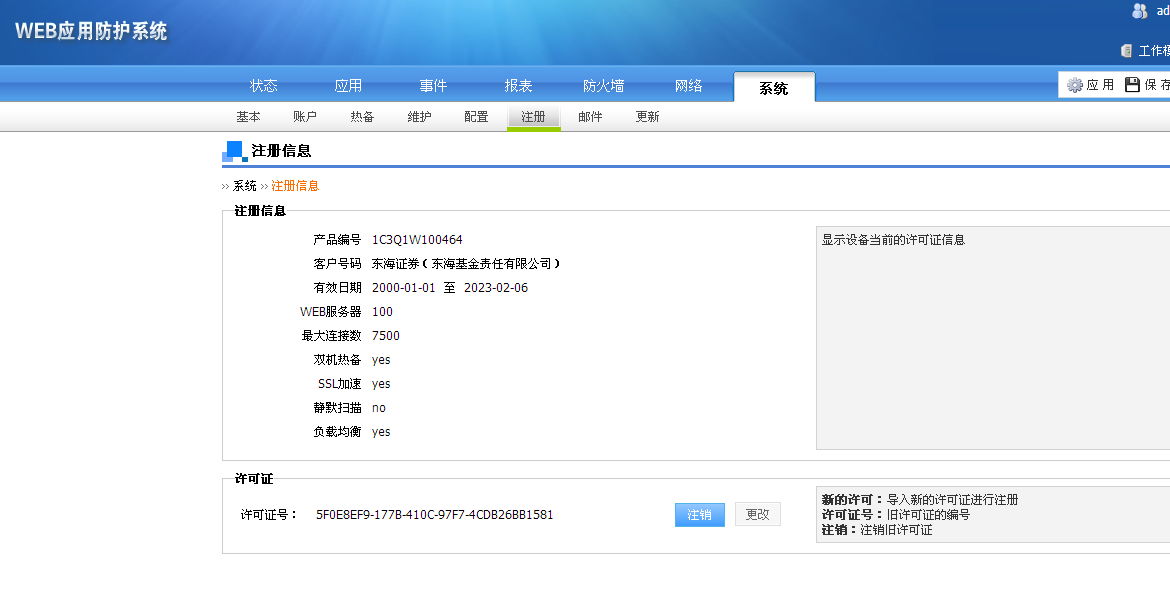 WEB应用防护系统
工作模
状态 应用 事件 报表 防火墙 网络 系统
应用 保存
基本 账户 热备 维护 配置 注册 邮件 更新
注册信息
›› 系统 ›› 注册信息
注册信息
产品编号 1C3Q1W100464
客户号码 东海证券(东海基金责任有限公司)
有效日期 2000-01-01 至 2023-02-06
WEB服务器 100
最大连接数 7500
双机热备 yes
SSL加速 yes
静默扫描 no
负载均衡 yes
显示设备当前的许可证信息
许可证
许可证号: 5F0E8EF9-177B-410C-97F7-4CDB26BB1581
注销 更改
新的许可:导入新的许可证进行注册
许可证号:旧许可证的编号
注销:注销旧许可证